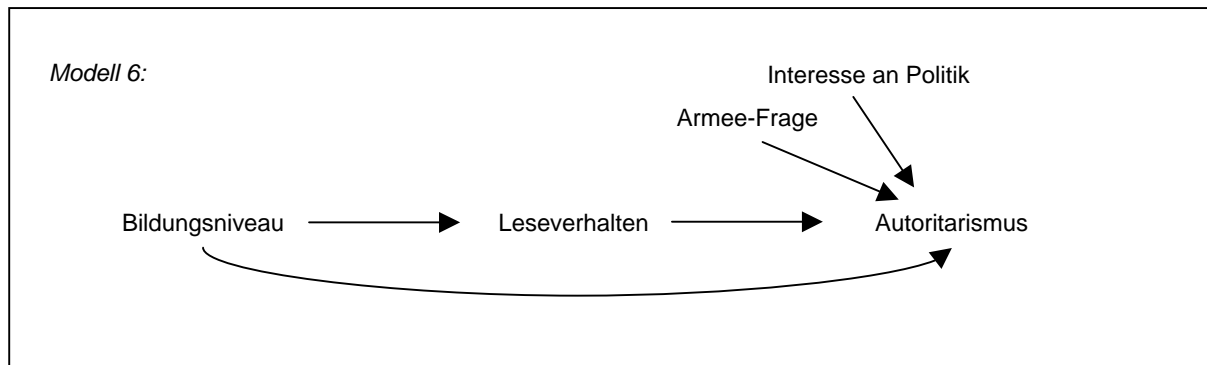 Modell 6:
Interesse an Politik
Armee-Frage
Bildungsniveau Leseverhalten Autoritarismus